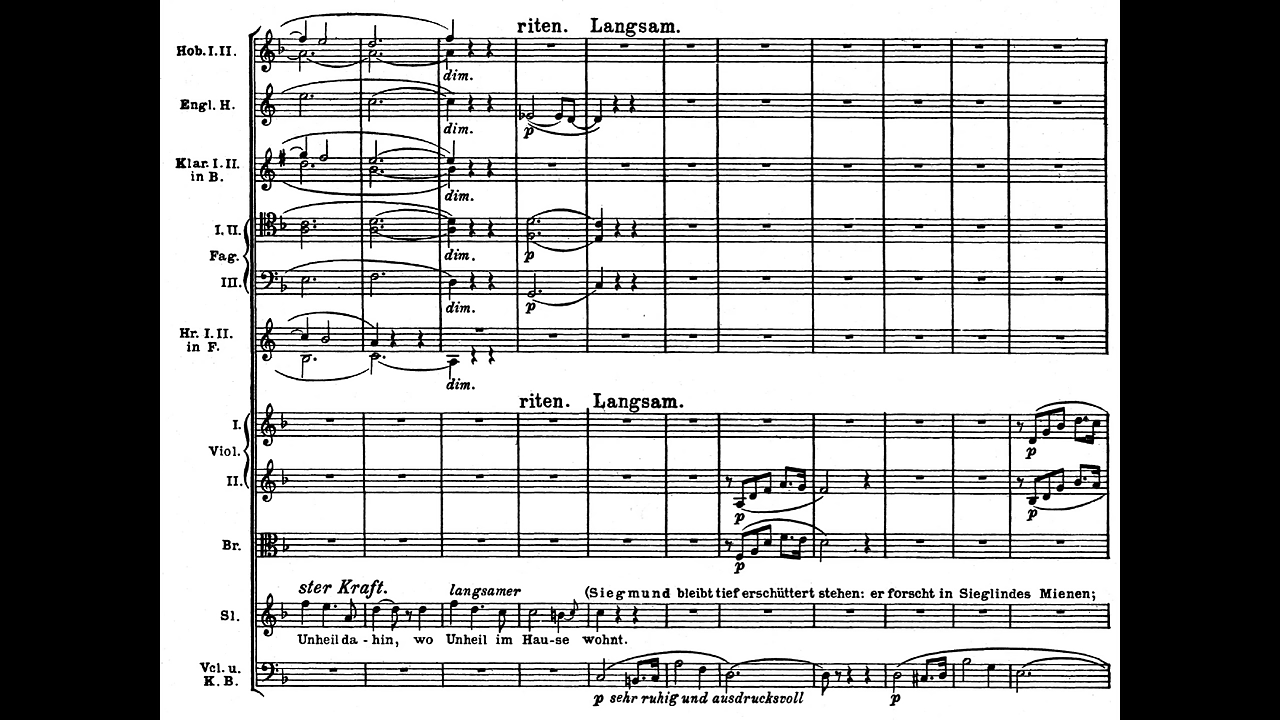 riten. Langsam.
Hob. I. II.
dim.
Engl. H.
dim.
p
Klar. I. II.
in B.
dim.
I. II.
Fag.
dim.
p
III.
dim.
p
Hr. I. II.
in F.
dim.
riten. Langsam.
I.
Viol.
p
II.
p
p
Br.
p
ster Kraft. langsamer (Siegmund bleibt tief erschüttert stehen: er forscht in Sieglindes Mienen;
Sl.
Unheil da - hin, wo Unheil im Hau-se wohnt.
Vcl. u.
K. B.
p sehr ruhig und ausdrucksvoll p